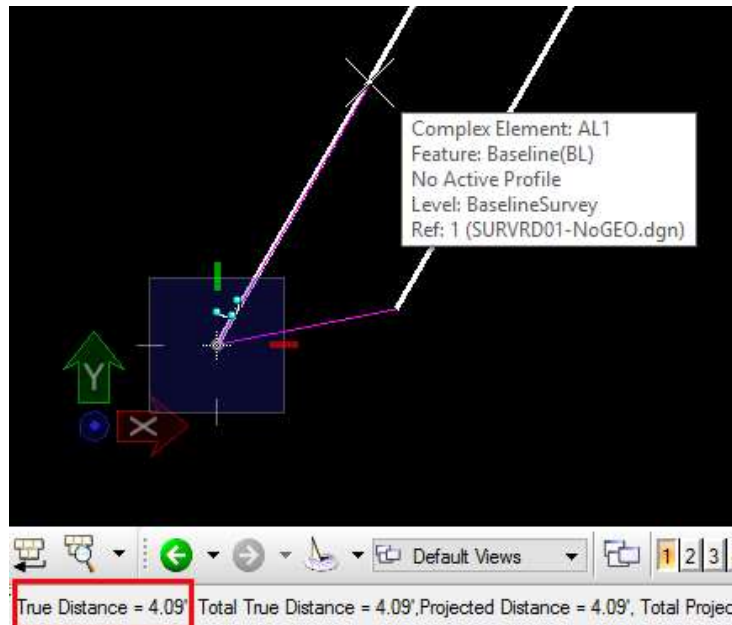 Complex Element: AL1
Feature: Baseline(BL)
No Active Profile
Level: BaselineSurvey
Ref: 1 (SURVRD01-NoGEO.dgn)
Y
X
Default Views
1 2 3
True Distance = 4.09', Total True Distance = 4.09',Projected Distance = 4.09', Total Projec